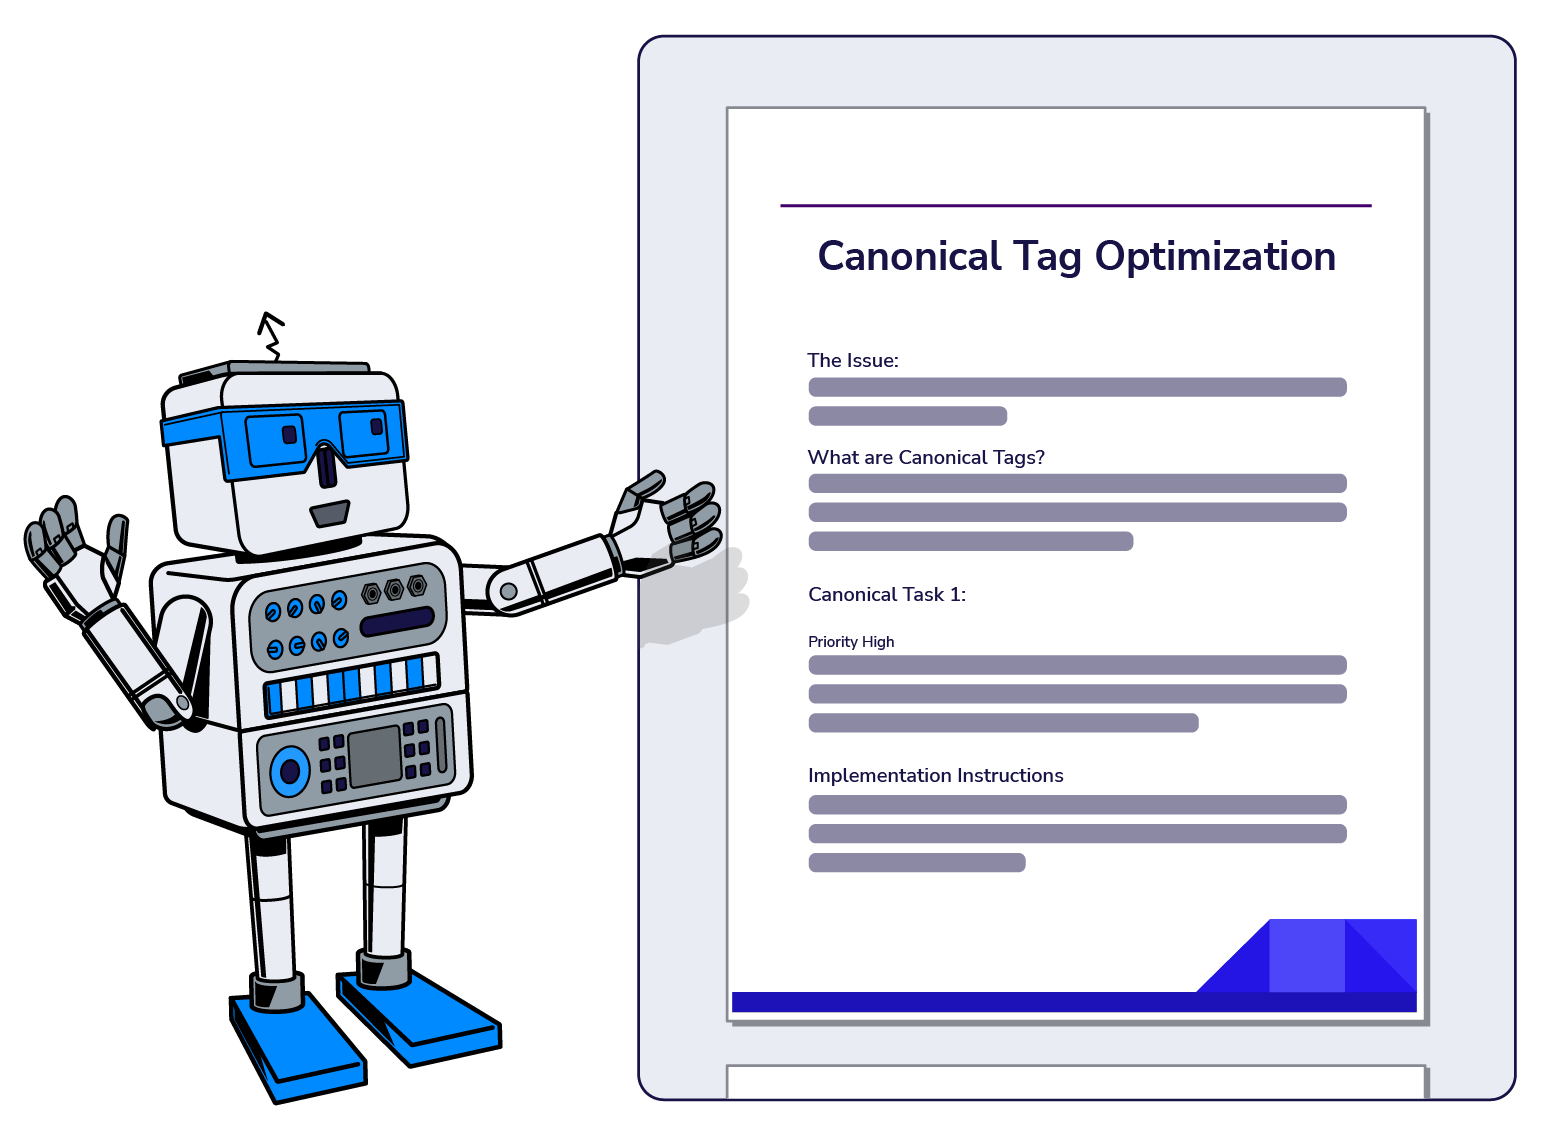 Canonical Tag Optimization
The Issue:
What are Canonical Tags?
Canonical Task 1:
Priority High
Implementation Instructions